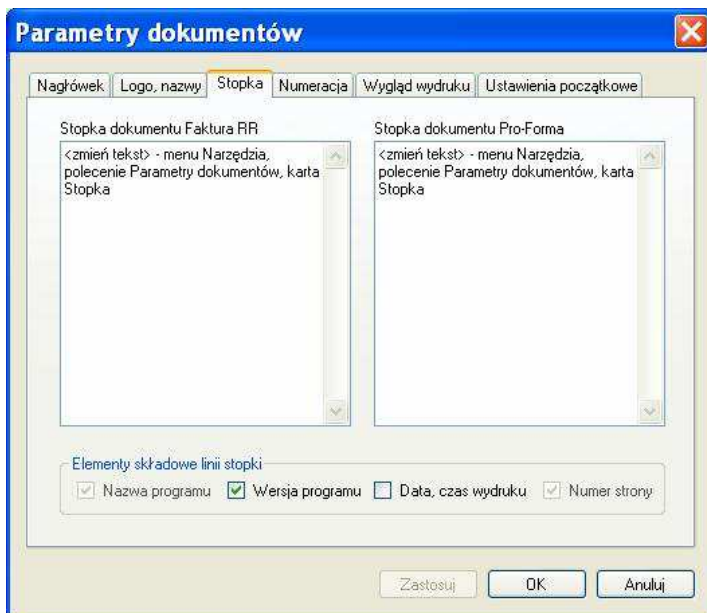 Parametry dokumentów
Nagłówek Logo, nazwy Stopka Numeracja Wygląd wydruku Ustawienia początkowe
Stopka dokumentu Faktura RR
<zmień tekst> - menu Narzędzia,
polecenie Parametry dokumentów, karta
Stopka
Stopka dokumentu Pro-Forma
<zmień tekst> - menu Narzędzia,
polecenie Parametry dokumentów, karta
Stopka
Elementy składowe linii stopki
Nazwa programu Wersja programu Data, czas wydruku Numer strony
Zastosuj OK Anuluj